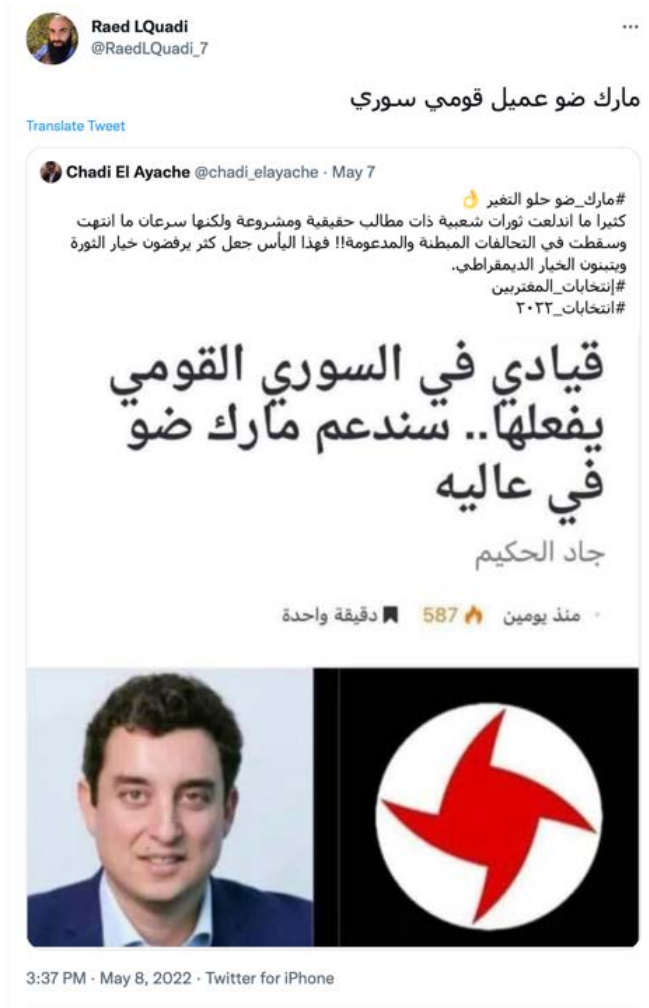 Raed LQuadi
@RaedLQuadi_7
مارك ضو عميل قومي سوري
Translate Tweet
Chadi El Ayache @chadi_elayache · May 7
#مارك_ضو حلو التغير 👌
كثيرا ما اندلعت ثورات شعبية ذات مطالب حقيقية ومشروعة ولكنها سرعان ما انتهت
وسقطت في التحالفات المبطنة والمدعومة!! فهذا اليأس جعل كثر يرفضون خيار الثورة
ويتبنون الخيار الديمقراطي.
#إنتخابات_المغتربين
#انتخابات_٢٠٢٢
قيادي في السوري القومي
يفعلها.. سندعم مارك ضو
في عاليه
جاد الحكيم
· منذ يومين 🔥 587 دقيقة واحدة
3:37 PM · May 8, 2022 · Twitter for iPhone